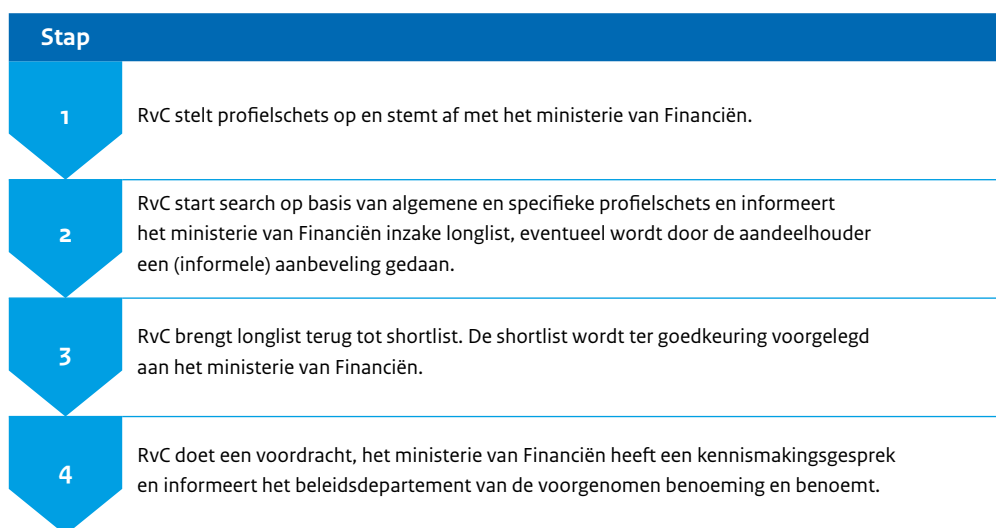 Stap
1
RvC stelt profielschets op en stemt af met het ministerie van Financiën.
2
RvC start search op basis van algemene en specifieke profielschets en informeert
het ministerie van Financiën inzake longlist, eventueel wordt door de aandeelhouder
een (informele) aanbeveling gedaan.
3
RvC brengt longlist terug tot shortlist. De shortlist wordt ter goedkeuring voorgelegd
aan het ministerie van Financiën.
4
RvC doet een voordracht, het ministerie van Financiën heeft een kennismakingsgesprek
en informeert het beleidsdepartement van de voorgenomen benoeming en benoemt.